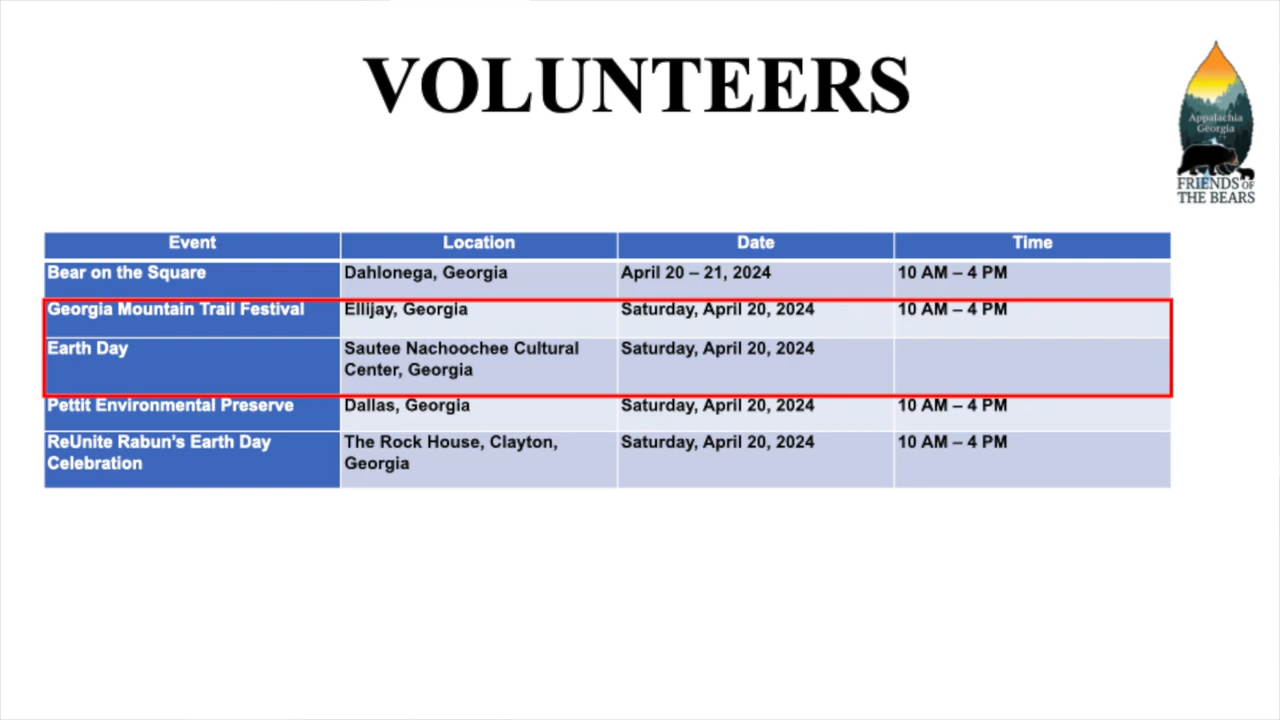 VOLUNTEERS
Appalachia
Georgia
FRIENDS OF
THE BEARS
Event Location Date Time
Bear on the Square Dahlonega, Georgia April 20 – 21, 2024 10 AM – 4 PM
Georgia Mountain Trail Festival Ellijay, Georgia Saturday, April 20, 2024 10 AM – 4 PM
Earth Day Sautee Nachoochee Cultural Saturday, April 20, 2024
Center, Georgia
Pettit Environmental Preserve Dallas, Georgia Saturday, April 20, 2024 10 AM – 4 PM
ReUnite Rabun’s Earth Day The Rock House, Clayton, Saturday, April 20, 2024 10 AM – 4 PM
Celebration Georgia